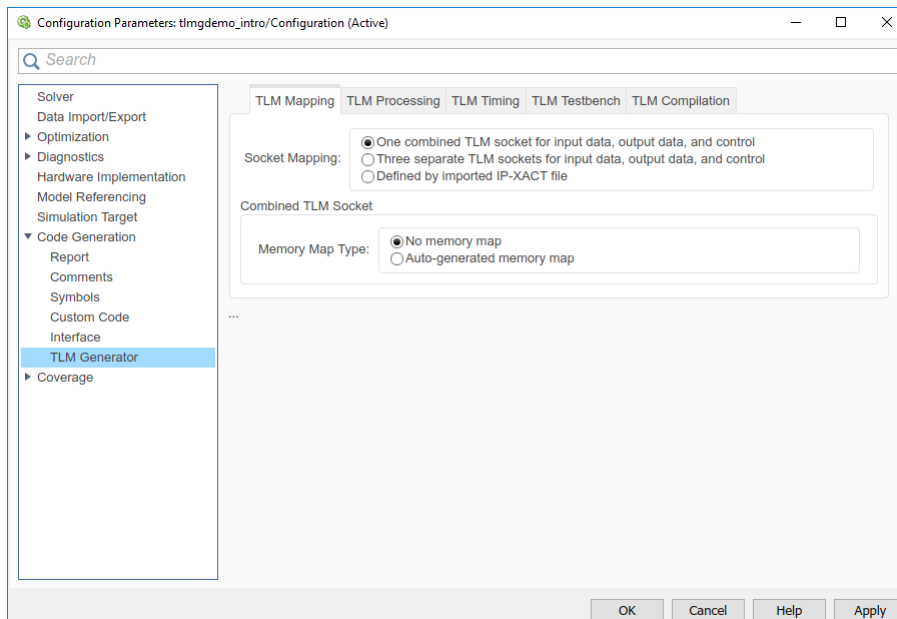 Configuration Parameters: tlmgdemo_intro/Configuration (Active)
Search
Solver
Data Import/Export
Optimization
Diagnostics
Hardware Implementation
Model Referencing
Simulation Target
Code Generation
Report
Comments
Symbols
Custom Code
Interface
TLM Generator
Coverage
TLM Mapping TLM Processing TLM Timing TLM Testbench TLM Compilation
Socket Mapping:
One combined TLM socket for input data, output data, and control
Three separate TLM sockets for input data, output data, and control
Defined by imported IP-XACT file
Combined TLM Socket
Memory Map Type:
No memory map
Auto-generated memory map
...
OK Cancel Help Apply